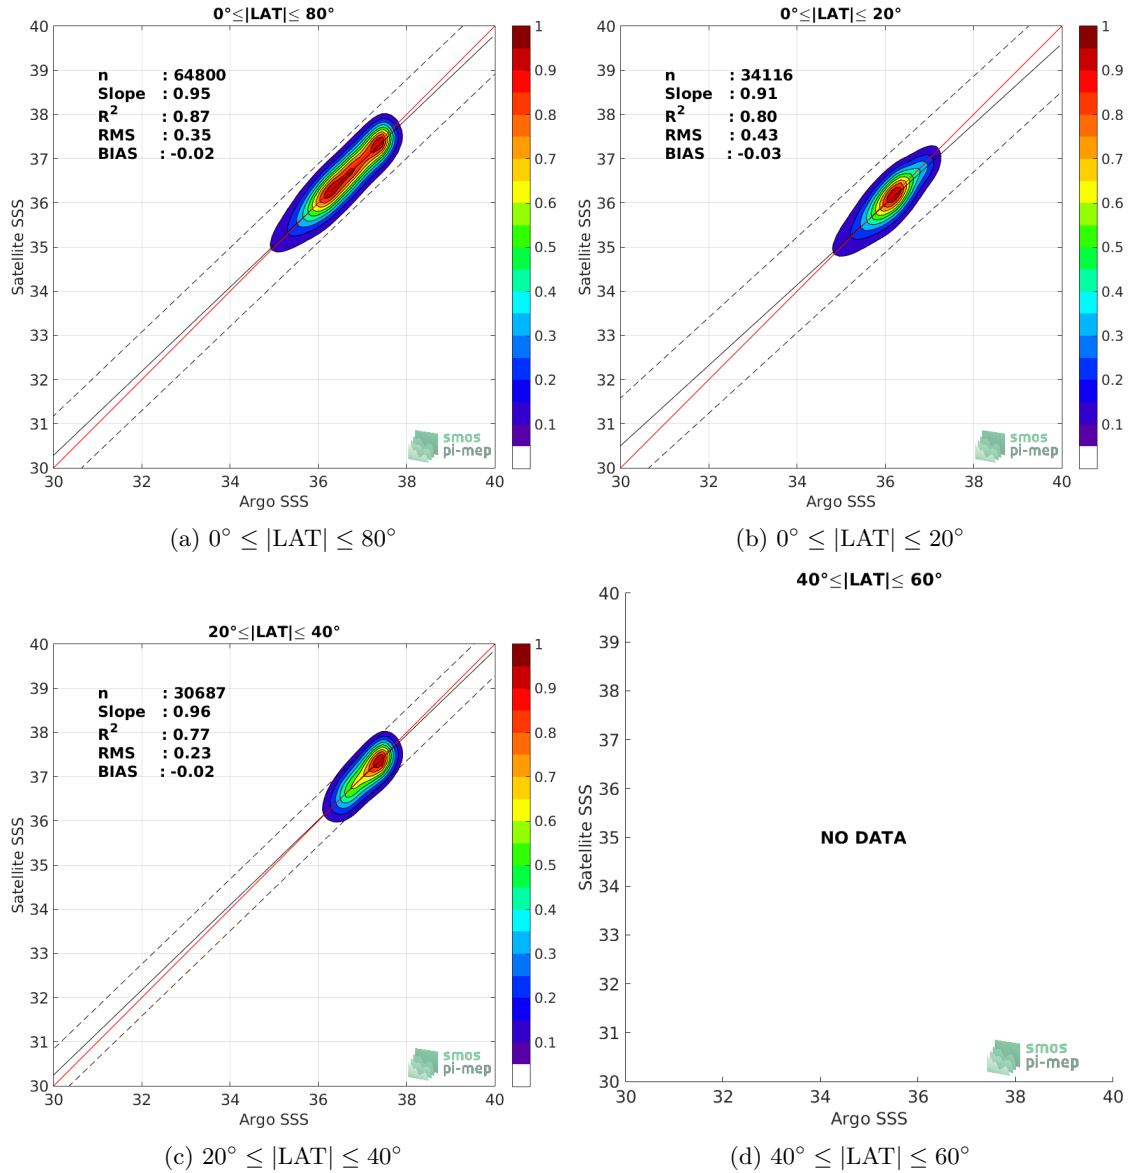 0°≤|LAT|≤ 80°
40
39
38
37
36
35
34
33
32
31
30
Satellite SSS
n : 64800
Slope : 0.95
R2 : 0.87
RMS : 0.35
BIAS : -0.02
smos
pi-mep
30 32 34 36 38 40
Argo SSS
1
0.9
0.8
0.7
0.6
0.5
0.4
0.3
0.2
0.1
(a) 0° ≤ |LAT| ≤ 80°
0°≤|LAT|≤ 20°
40
39
38
37
36
35
34
33
32
31
30
Satellite SSS
n : 34116
Slope : 0.91
R2 : 0.80
RMS : 0.43
BIAS : -0.03
smos
pi-mep
30 32 34 36 38 40
Argo SSS
1
0.9
0.8
0.7
0.6
0.5
0.4
0.3
0.2
0.1
(b) 0° ≤ |LAT| ≤ 20°
20°≤|LAT|≤ 40°
40
39
38
37
36
35
34
33
32
31
30
Satellite SSS
n : 30687
Slope : 0.96
R2 : 0.77
RMS : 0.23
BIAS : -0.02
smos
pi-mep
30 32 34 36 38 40
Argo SSS
1
0.9
0.8
0.7
0.6
0.5
0.4
0.3
0.2
0.1
(c) 20° ≤ |LAT| ≤ 40°
40°≤|LAT|≤ 60°
40
39
38
37
36
35
34
33
32
31
30
Satellite SSS
NO DATA
smos
pi-mep
30 32 34 36 38 40
Argo SSS
(d) 40° ≤ |LAT| ≤ 60°